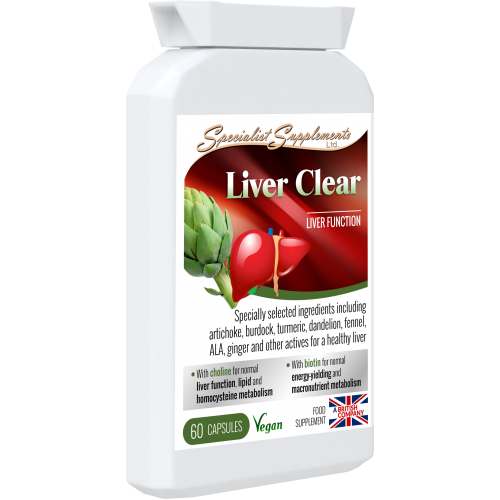 Specialist Supplements
Ltd.
Liver Clear
LIVER FUNCTION
Specially selected ingredients including
artichoke, burdock, turmeric, dandelion, fennel,
ALA, ginger and other actives for a healthy liver
• With choline for normal
liver function, lipid and
homocysteine metabolism
• With biotin for normal
energy-yielding and
macronutrient metabolism
60 CAPSULES
Vegan
FOOD
SUPPLEMENT
A BRITISH
COMPANY